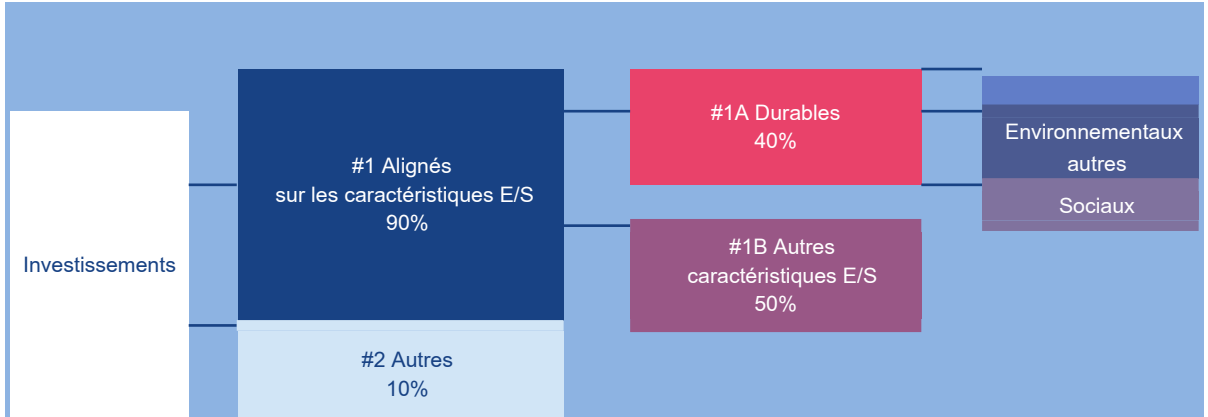 Investissements
#1 Alignés
sur les caractéristiques E/S
90%
#2 Autres
10%
#1A Durables
40%
#1B Autres
caractéristiques E/S
50%
Environnementaux
autres
Sociaux